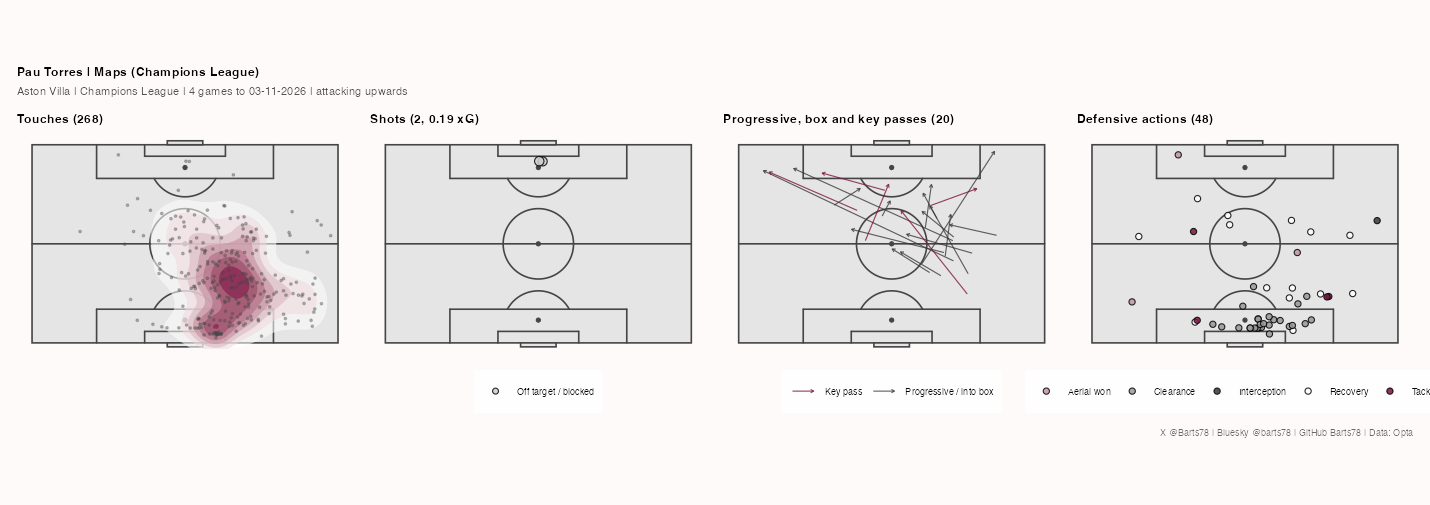 Pau Torres | Maps (Champions League)
Aston Villa | Champions League | 4 games to 03-11-2026 | attacking upwards
Touches (268)
Shots (2, 0.19 xG)
Progressive, box and key passes (20)
Defensive actions (48)
Off target / blocked
Key pass
Progressive / into box
Aerial won
Clearance
Interception
Recovery
Tack
X @Barts78 | Bluesky @barts78 | GitHub Barts78 | Data: Opta